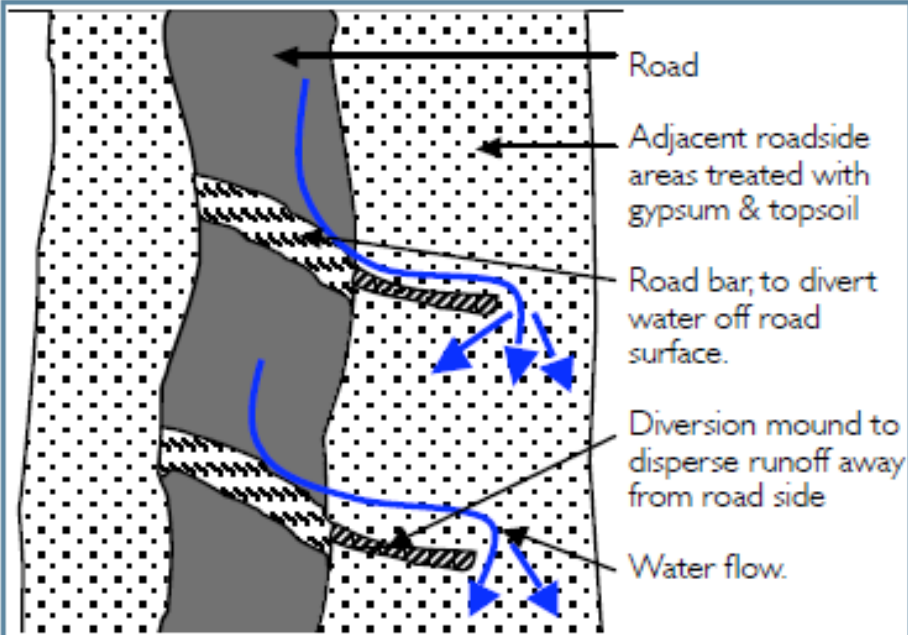 Road
Adjacent roadside
areas treated with
gypsum & topsoil
Road bar, to divert
water off road
surface.
Diversion mound to
disperse runoff away
from road side
Water flow.